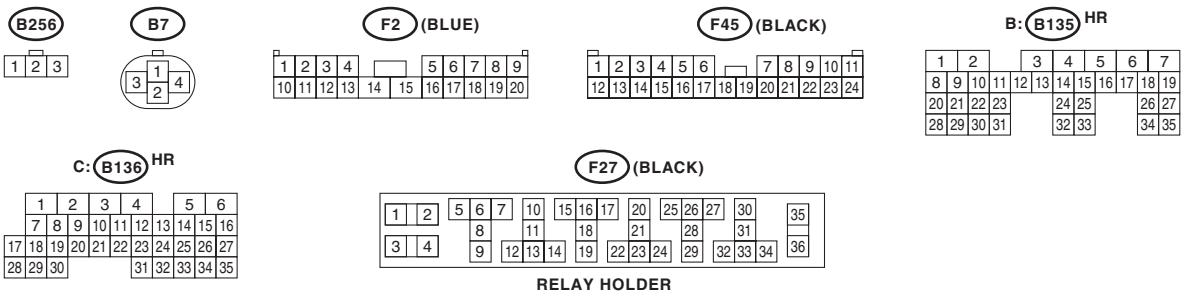 B256
1 2 3
B7
1
3 4
2
F2 (BLUE)
1 2 3 4 5 6 7 8 9
10 11 12 13 14 15 16 17 18 19 20
F45 (BLACK)
1 2 3 4 5 6 7 8 9 10 11
12 13 14 15 16 17 18 19 20 21 22 23 24
B: B135 HR
1 2 3 4 5 6 7
8 9 10 11 12 13 14 15 16 17 18 19
20 21 22 23 24 25 26 27
28 29 30 31 32 33 34 35
C: B136 HR
1 2 3 4 5 6
7 8 9 10 11 12 13 14 15 16
17 18 19 20 21 22 23 24 25 26 27
28 29 30 31 32 33 34 35
F27 (BLACK)
1 2 5 6 7 10 15 16 17 20 25 26 27 30 35
8 11 18 21 28 31
3 4 9 12 13 14 19 22 23 24 29 32 33 34 36
RELAY HOLDER